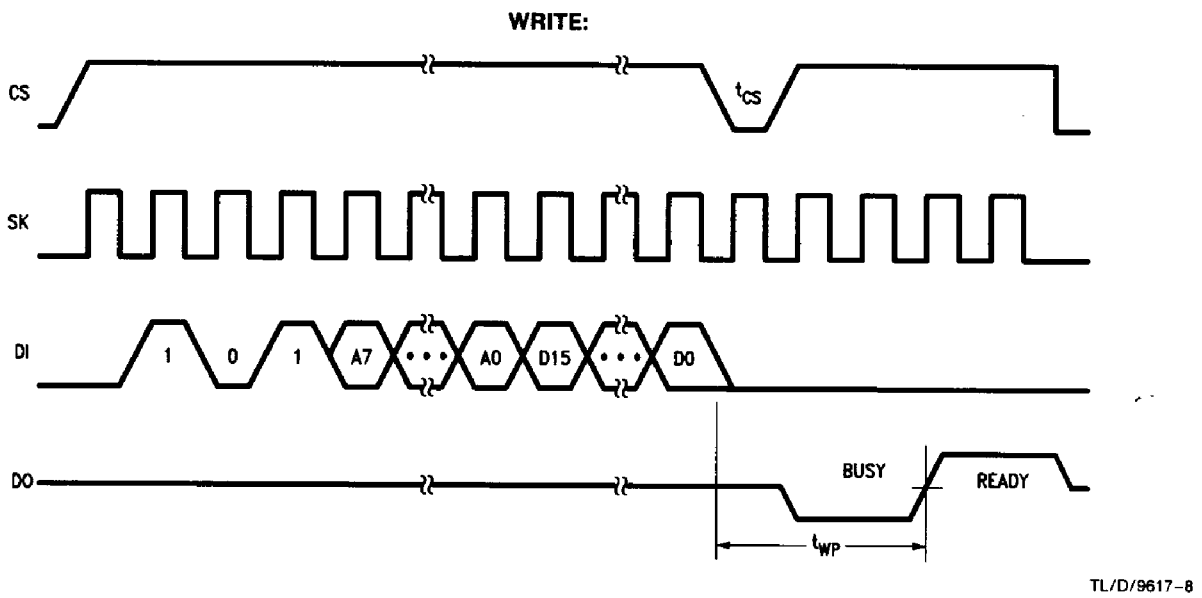 WRITE:
CS
tCS
SK
DI
1 0 1 A7 • • • A0 D15 • • • D0
DO
BUSY
READY
tWP
TL/D/9617-8